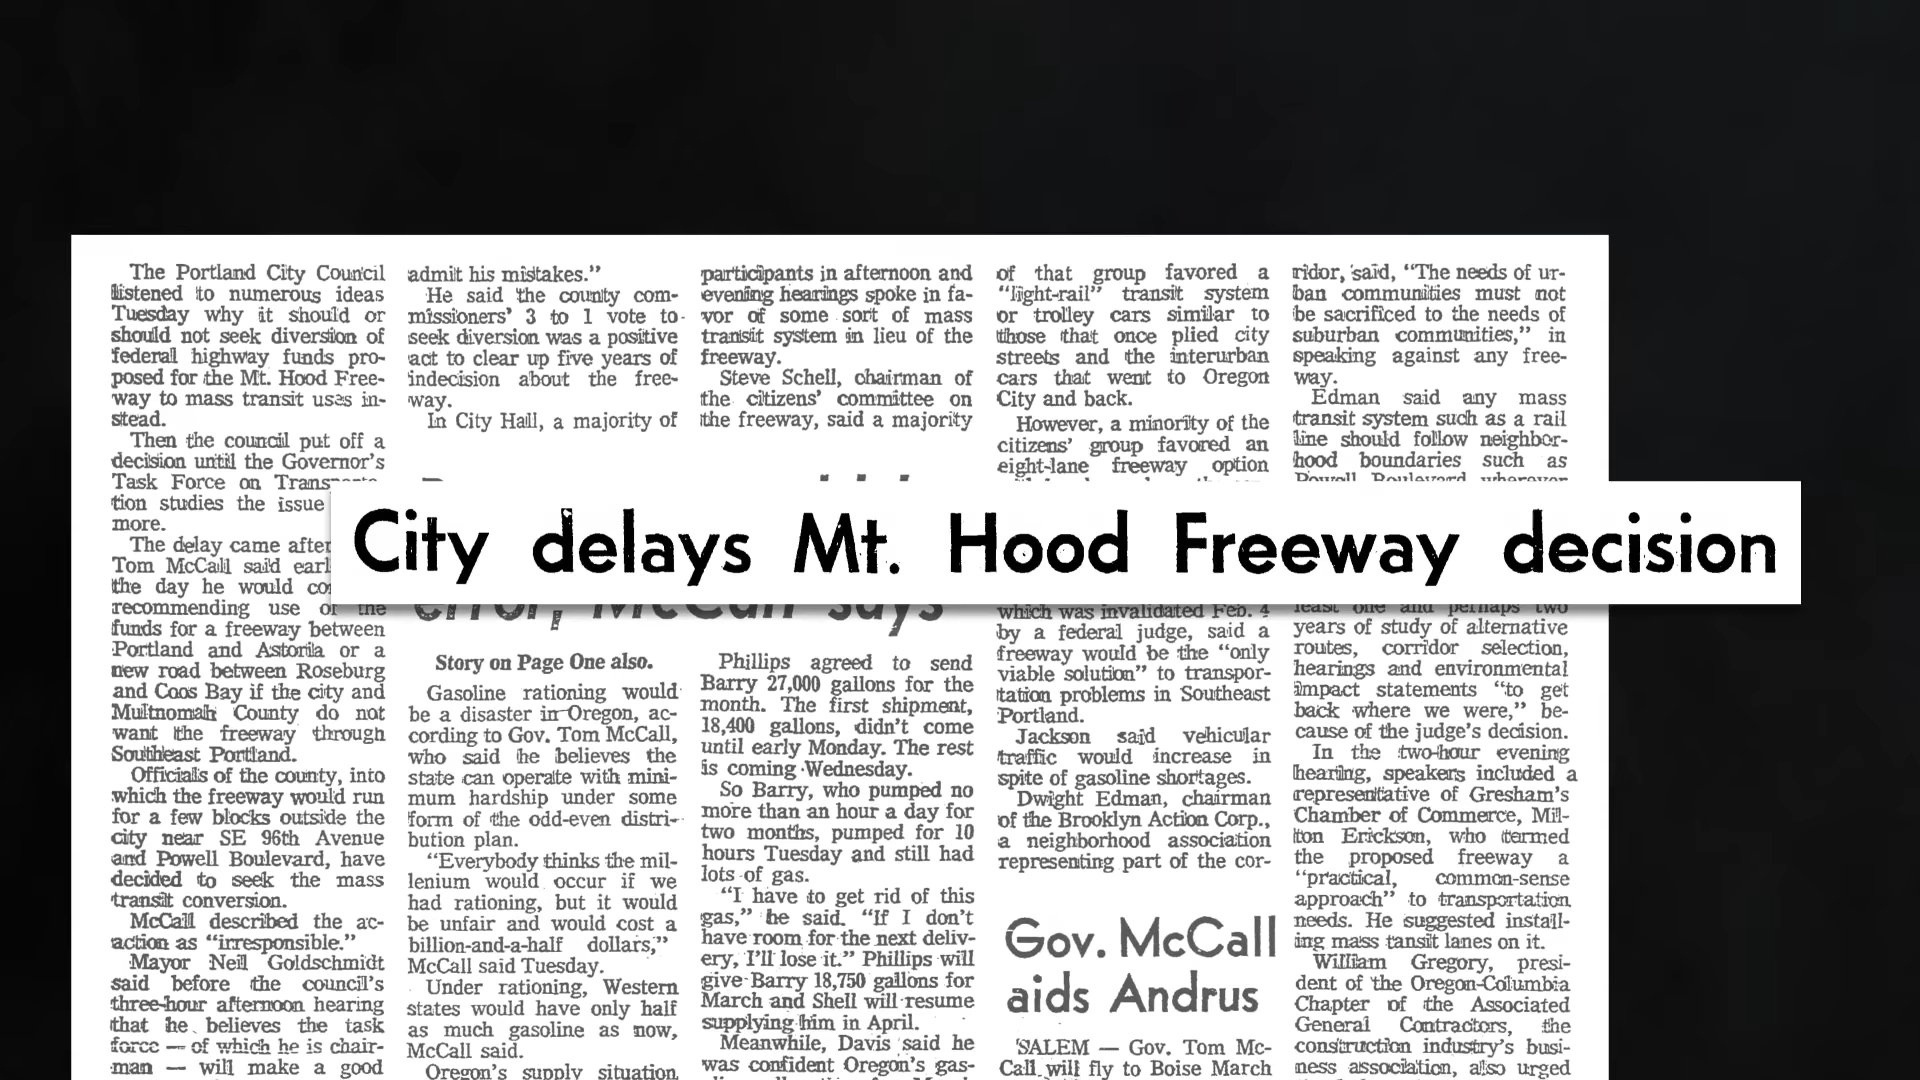 City delays Mt. Hood Freeway decision
The Portland City Council
listened to numerous ideas
Tuesday why it should or
should not seek diversion of
federal highway funds pro-
posed for the Mt. Hood Free-
way to mass transit uses in-
stead.
Then the council put off a
decision until the Governor's
Task Force on
tion studies the issue
more.
The delay came after
Tom McCall said
the day he would
recommending use of the
funds for a freeway between
Portland and Astoria or a
new road between Roseburg
and Coos Bay if the city and
Multnomah County do not
want the freeway through
Southeast Portland.
Officials of the county, into
which the freeway would run
for a few blocks outside the
city near SE 96th Avenue
and Powell Boulevard, have
decided to seek the mass
transit conversion.
McCall described the ac-
action as "irresponsible."
Mayor Neil Goldschmidt
said before the council's
three-hour afternoon hearing
that he believes the task
force — of which he is chair-
man — will make a good
admit his mistakes."
He said the county com-
missioners' 3 to 1 vote to
seek diversion was a positive
act to clear up five years of
indecision about the free-
way.
In City Hall, a majority of
participants in afternoon and
evening hearings spoke in fa-
vor of some sort of mass
transit system in lieu of the
freeway.
Steve Schell, chairman of
the citizens' committee on
the freeway, said a majority
of that group favored a
"light-rail" transit system
or trolley cars similar to
those that once plied city
streets and the interurban
cars that went to Oregon
City and back.
However, a minority of the
citizens' group favored an
eight-lane freeway option
which was invalidated Feb. 4
by a federal judge, said a
freeway would be the "only
viable solution" to transpor-
tation problems in Southeast
Portland.
Jackson said vehicular
traffic would increase in
spite of gasoline shortages.
Dwight Edman, chairman
of the Brooklyn Action Corp.,
a neighborhood association
representing part of the cor-
ridor, said, "The needs of ur-
ban communities must not
be sacrificed to the needs of
suburban communities," in
speaking against any free-
way.
Edman said any mass
transit system such as a rail
line should follow neighbor-
hood boundaries such as
Powell Boulevard wherever
least one and perhaps two
years of study of alternative
routes, corridor selection,
hearings and environmental
impact statements "to get
back where we were," be-
cause of the judge's decision.
In the two-hour evening
hearing, speakers included a
representative of Gresham's
Chamber of Commerce, Mil-
ton Erickson, who termed
the proposed freeway a
"practical, common-sense
approach" to transportation
needs. He suggested install-
ing mass tansit lanes on it.
William Gregory, presi-
dent of the Oregon-Columbia
Chapter of the Associated
General Contractors, the
construction industry's busi-
ness association, also urged
error, McCall says
Story on Page One also.
Gasoline rationing would
be a disaster in Oregon, ac-
cording to Gov. Tom McCall,
who said he believes the
state can operate with mini-
mum hardship under some
form of the odd-even distri-
bution plan.
"Everybody thinks the mil-
lenium would occur if we
had rationing, but it would
be unfair and would cost a
billion-and-a-half dollars,"
McCall said Tuesday.
Under rationing, Western
states would have only half
as much gasoline as now,
McCall said.
Oregon's supply situation
Phillips agreed to send
Barry 27,000 gallons for the
month. The first shipment,
18,400 gallons, didn't come
until early Monday. The rest
is coming Wednesday.
So Barry, who pumped no
more than an hour a day for
two months, pumped for 10
hours Tuesday and still had
lots of gas.
"I have to get rid of this
gas," he said. "If I don't
have room for the next deliv-
ery, I'll lose it." Phillips will
give Barry 18,750 gallons for
March and Shell will resume
supplying him in April.
Meanwhile, Davis said he
was confident Oregon's gas-
Gov. McCall
aids Andrus
SALEM — Gov. Tom Mc-
Call will fly to Boise March